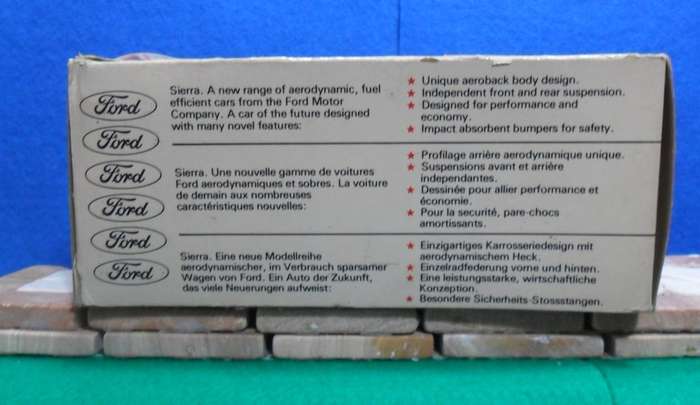 Ford
Ford
Ford
Ford
Ford
Ford
Sierra. A new range of aerodynamic, fuel
efficient cars from the Ford Motor
Company. A car of the future designed
with many novel features:
★ Unique aeroback body design.
★ Independent front and rear suspension.
★ Designed for performance and
economy.
★ Impact absorbent bumpers for safety.
Sierra. Une nouvelle gamme de voitures
Ford aerodynamiques et sobres. La voiture
de demain aux nombreuses
caractéristiques nouvelles:
★ Profilage arrière aerodynamique unique.
★ Suspensions avant et arrière
indépendantes.
★ Dessinée pour allier performance et
économie.
★ Pour la securité, pare-chocs
amortissants.
Sierra. Eine neue Modellreihe
aerodynamischer, im Verbrauch sparsamer
Wagen von Ford. Ein Auto der Zukunft,
das viele Neuerungen aufweist:
★ Einzigartiges Karrosseriedesign mit
aerodynamischem Heck.
★ Einzelradfederung vorne und hinten.
★ Eine leistungsstarke, wirtschaftliche
Konzeption.
★ Besondere Sicherheits-Stossstangen.